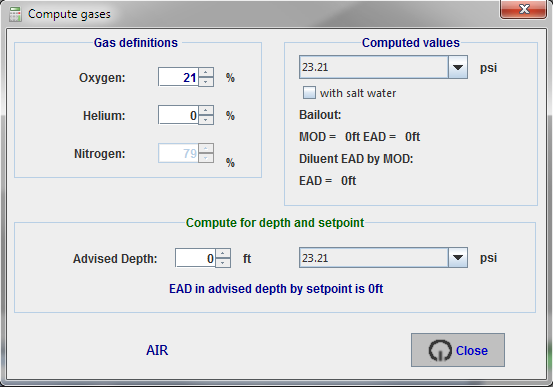 Compute gases
Gas definitions
Oxygen: 21 %
Helium: 0 %
Nitrogen: 79 %
Computed values
23.21 psi
with salt water
Bailout:
MOD = 0ft EAD = 0ft
Diluent EAD by MOD:
EAD = 0ft
Compute for depth and setpoint
Advised Depth: 0 ft 23.21 psi
EAD in advised depth by setpoint is 0ft
AIR Close